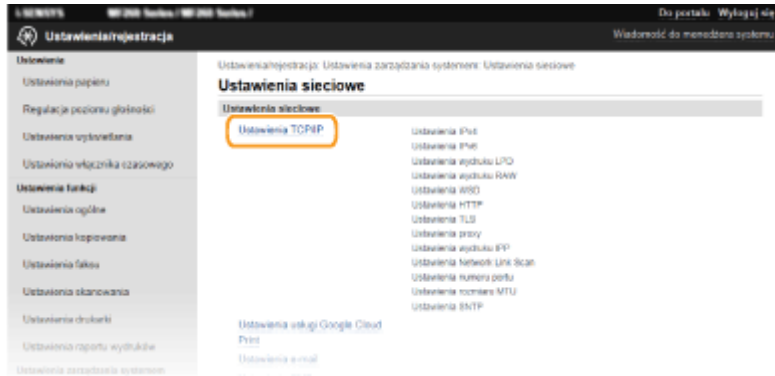 Do portalu Wyloguj się
Ustawienia/rejestracja
Wiadomość do menedżera systemu
Ustawienia
Ustawienia papieru
Regulacja poziomu głośności
Ustawienia wyświetlania
Ustawienia włącznika czasowego
Ustawienia funkcji
Ustawienia ogólne
Ustawienia kopiowania
Ustawienia faksu
Ustawienia skanowania
Ustawienia drukarki
Ustawienia raportu wydruków
Ustawienia zarządzania systemem
Ustawienia/rejestracja: Ustawienia zarządzania systemem: Ustawienia sieciowe
Ustawienia sieciowe
Ustawienia sieciowe
Ustawienia TCP/IP
Ustawienia IPv4
Ustawienia IPv6
Ustawienia wydruku LPD
Ustawienia wydruku RAW
Ustawienia WSD
Ustawienia HTTP
Ustawienia TLS
Ustawienia proxy
Ustawienia wydruku IPP
Ustawienia Network Link Scan
Ustawienia numeru portu
Ustawienia rozmiaru MTU
Ustawienia SNTP
Ustawienia usługi Google Cloud
Print
Ustawienia e-mail